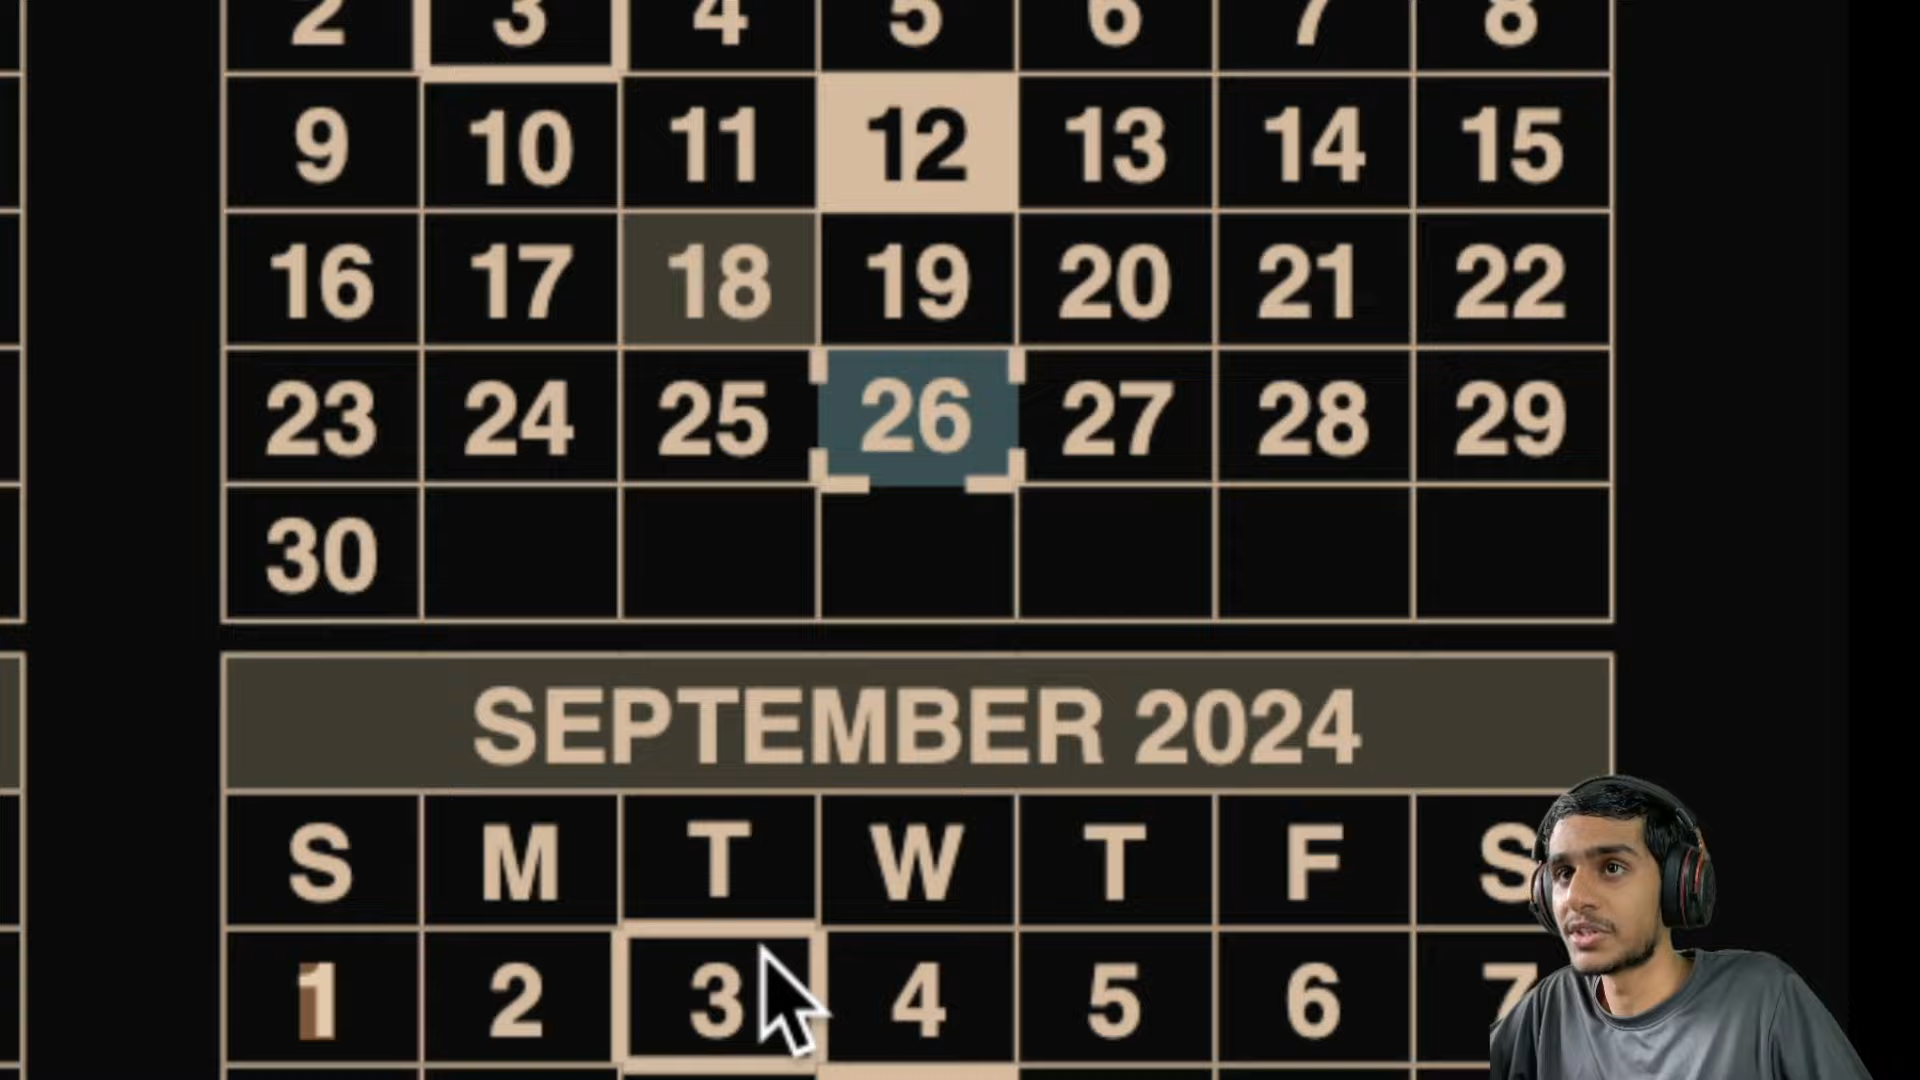 2 3 4 5 6 7 8
9 10 11 12 13 14 15
16 17 18 19 20 21 22
23 24 25 26 27 28 29
30
SEPTEMBER 2024
S M T W T F S
1 2 3 4 5 6 7